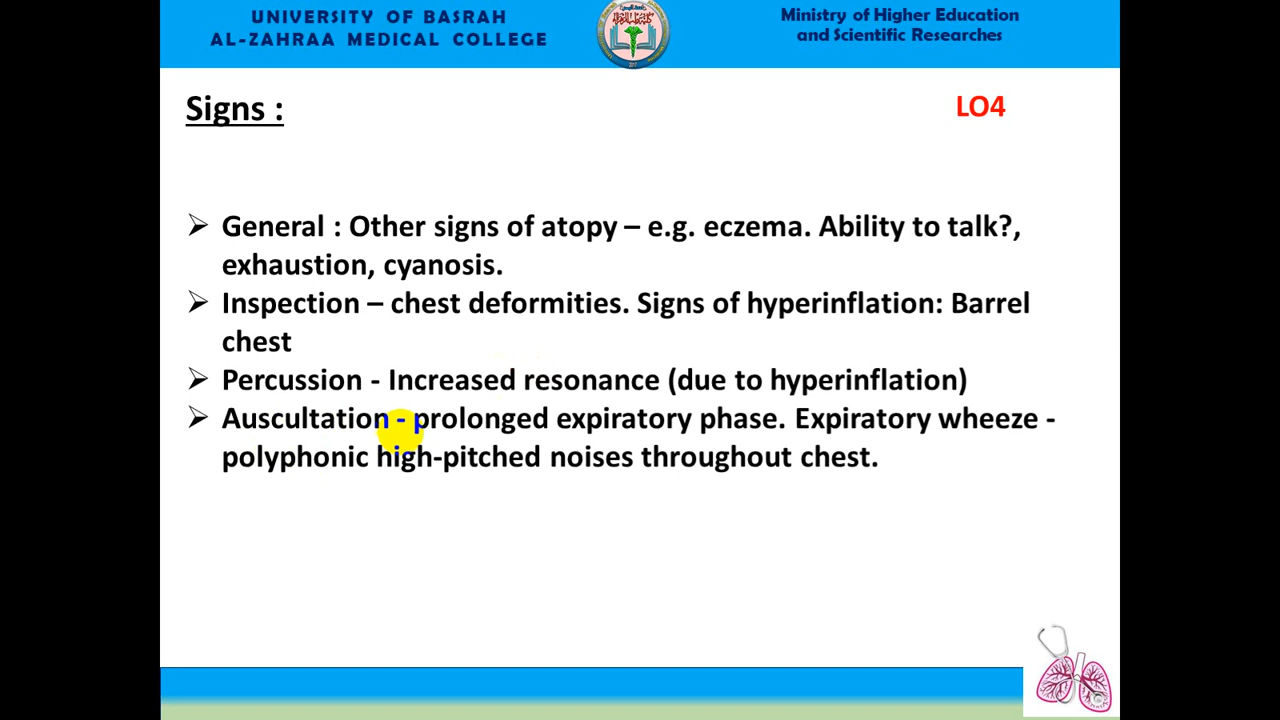 UNIVERSITY OF BASRAH
AL-ZAHRAA MEDICAL COLLEGE
Ministry of Higher Education
and Scientific Researches
Signs :
LO4
➢ General : Other signs of atopy – e.g. eczema. Ability to talk?,
exhaustion, cyanosis.
➢ Inspection – chest deformities. Signs of hyperinflation: Barrel
chest
➢ Percussion - Increased resonance (due to hyperinflation)
➢ Auscultation - prolonged expiratory phase. Expiratory wheeze -
polyphonic high-pitched noises throughout chest.